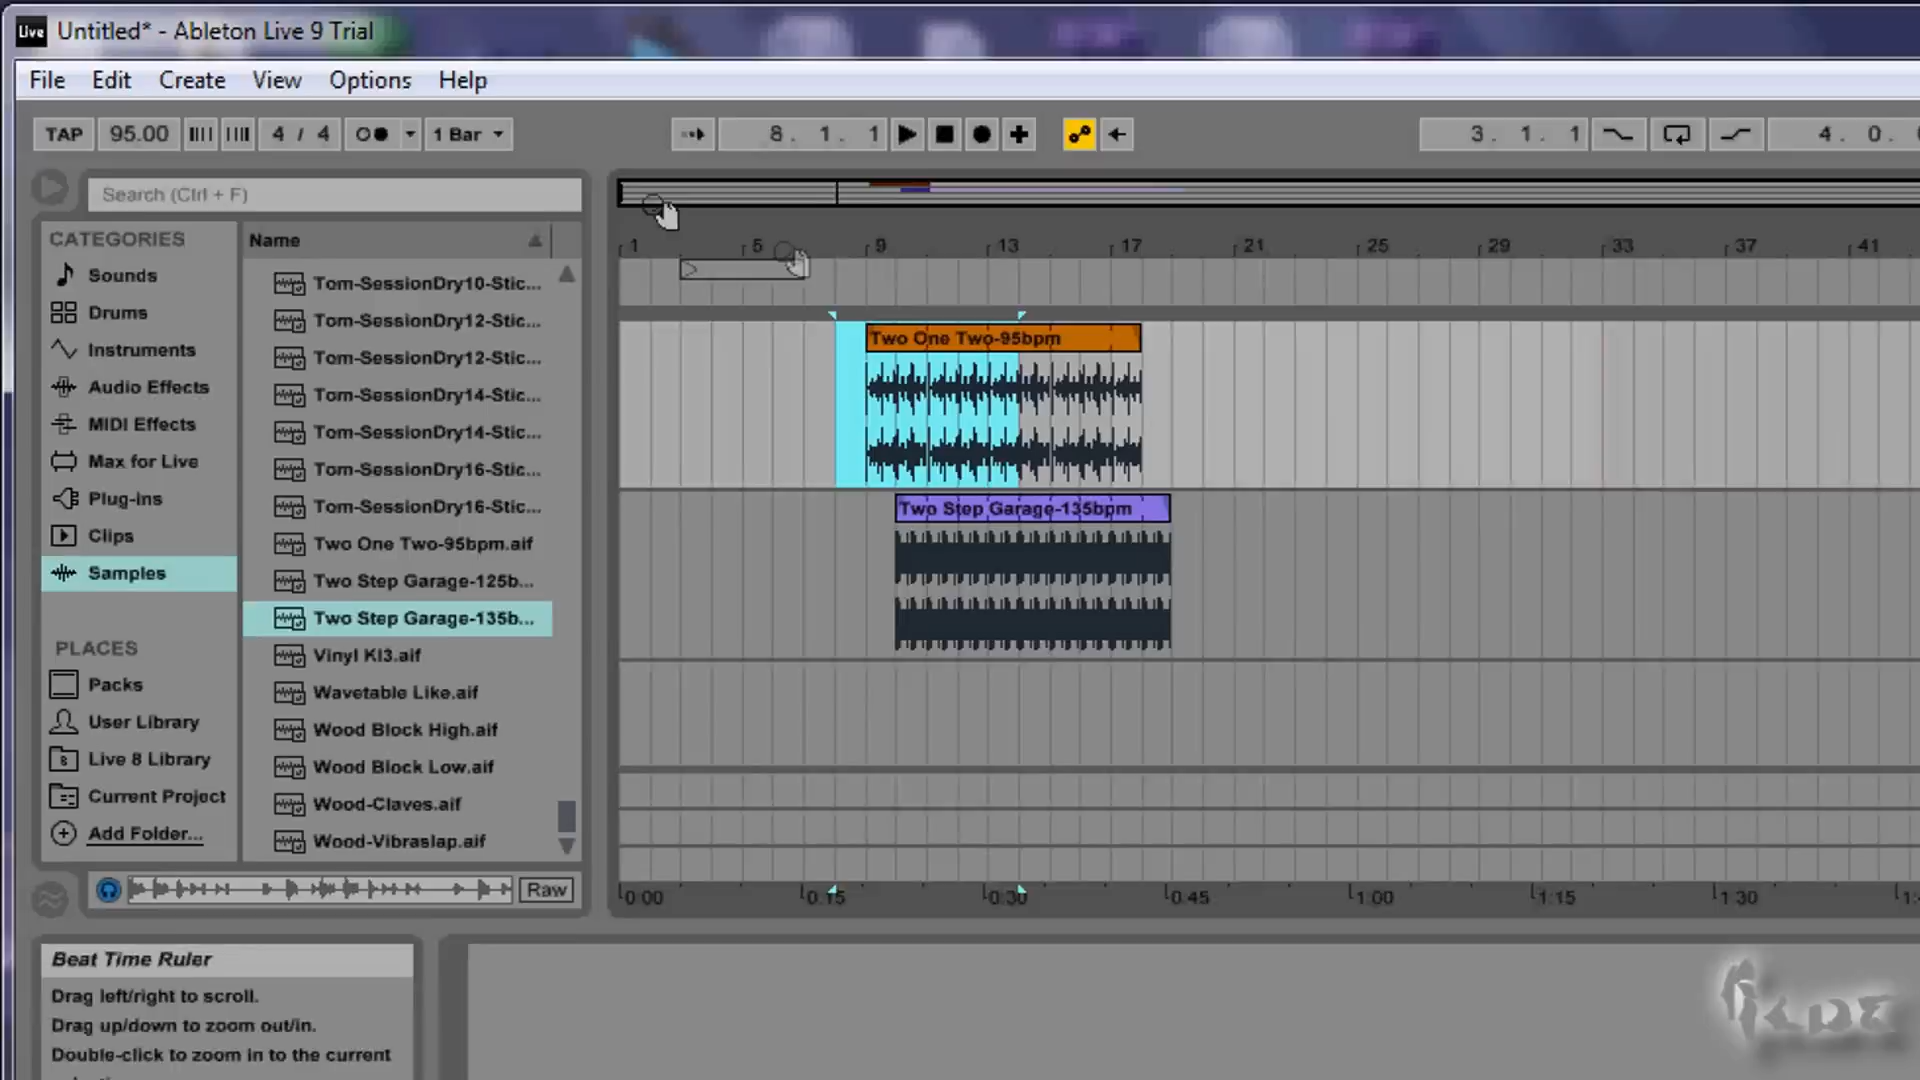 Live Untitled* - Ableton Live 9 Trial
File Edit Create View Options Help
TAP 95.00 4 / 4 1 Bar 8. 1. 1 3. 1. 1 4. 0.
Search (Ctrl + F)
CATEGORIES
Sounds
Drums
Instruments
Audio Effects
MIDI Effects
Max for Live
Plug-ins
Clips
Samples
PLACES
Packs
User Library
Live 8 Library
Current Project
Add Folder...
Name
Tom-SessionDry10-Stic...
Tom-SessionDry12-Stic...
Tom-SessionDry12-Stic...
Tom-SessionDry14-Stic...
Tom-SessionDry14-Stic...
Tom-SessionDry16-Stic...
Tom-SessionDry16-Stic...
Two One Two-95bpm.aif
Two Step Garage-125b...
Two Step Garage-135b...
Vinyl KI3.aif
Wavetable Like.aif
Wood Block High.aif
Wood Block Low.aif
Wood-Claves.aif
Wood-Vibraslap.aif
Raw
1 5 9 13 17 21 25 29 33 37 41
Two One Two-95bpm
Two Step Garage-135bpm
0:00 0:15 0:30 0:45 1:00 1:15 1:30
Beat Time Ruler
Drag left/right to scroll.
Drag up/down to zoom out/in.
Double-click to zoom in to the current